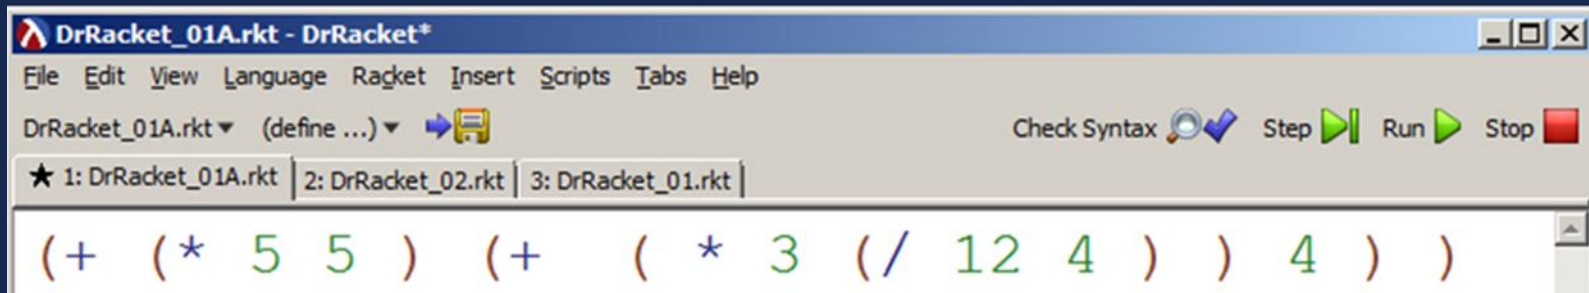 DrRacket_01A.rkt - DrRacket*
File Edit View Language Racket Insert Scripts Tabs Help
DrRacket_01A.rkt (define ...) Check Syntax Step Run Stop
★ 1: DrRacket_01A.rkt 2: DrRacket_02.rkt 3: DrRacket_01.rkt
(+ (* 5 5 ) (+ ( * 3 (/ 12 4 ) ) 4 ) )